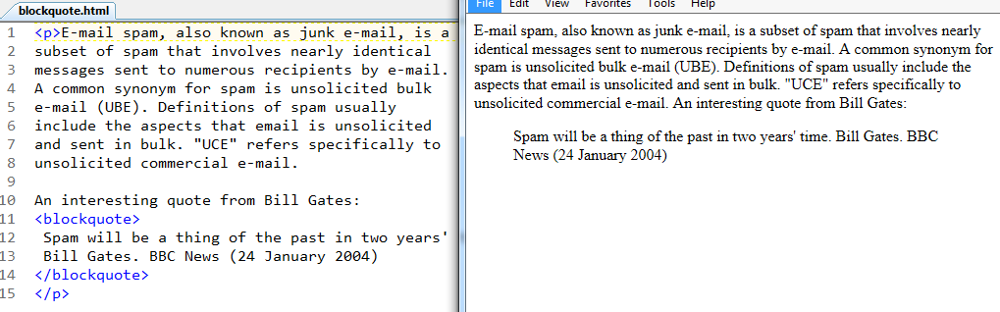 blockquote.html
1 <p>E-mail spam, also known as junk e-mail, is a
2 subset of spam that involves nearly identical
3 messages sent to numerous recipients by e-mail.
4 A common synonym for spam is unsolicited bulk
5 e-mail (UBE). Definitions of spam usually
6 include the aspects that email is unsolicited
7 and sent in bulk. "UCE" refers specifically to
8 unsolicited commercial e-mail.
9
10 An interesting quote from Bill Gates:
11 <blockquote>
12 Spam will be a thing of the past in two years'
13 Bill Gates. BBC News (24 January 2004)
14 </blockquote>
15 </p>
File Edit View Favorites Tools Help
E-mail spam, also known as junk e-mail, is a subset of spam that involves nearly
identical messages sent to numerous recipients by e-mail. A common synonym for
spam is unsolicited bulk e-mail (UBE). Definitions of spam usually include the
aspects that email is unsolicited and sent in bulk. "UCE" refers specifically to
unsolicited commercial e-mail. An interesting quote from Bill Gates:
Spam will be a thing of the past in two years' time. Bill Gates. BBC
News (24 January 2004)